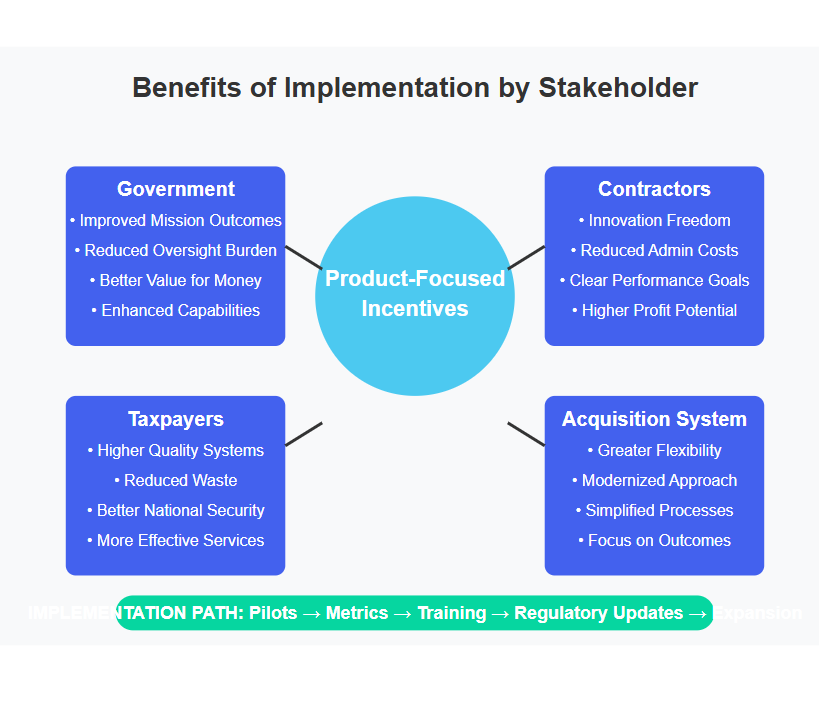 Benefits of Implementation by Stakeholder
Government
• Improved Mission Outcomes
• Reduced Oversight Burden
• Better Value for Money
• Enhanced Capabilities
Contractors
• Innovation Freedom
• Reduced Admin Costs
• Clear Performance Goals
• Higher Profit Potential
Product-Focused
Incentives
Taxpayers
• Higher Quality Systems
• Reduced Waste
• Better National Security
• More Effective Services
Acquisition System
• Greater Flexibility
• Modernized Approach
• Simplified Processes
• Focus on Outcomes
IMPLEMENTATION PATH: Pilots → Metrics → Training → Regulatory Updates → Expansion